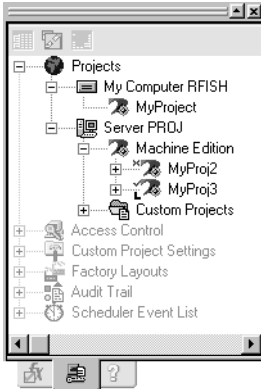 Projects
My Computer RFISH
MyProject
Server PROJ
Machine Edition
MyProj2
MyProj3
Custom Projects
Access Control
Custom Project Settings
Factory Layouts
Audit Trail
Scheduler Event List